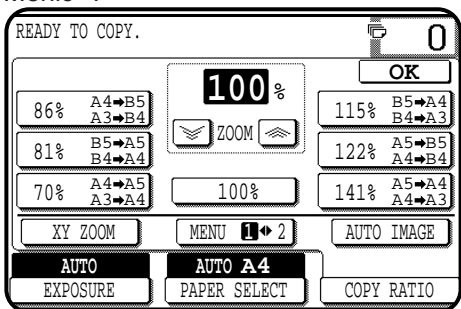 READY TO COPY.
0
OK
100 %
ZOOM
86% A4➡B5
A3➡B4
81% B5➡A5
B4➡A4
70% A4➡A5
A3➡A4
100%
115% B5➡A4
B4➡A3
122% A5➡B5
A4➡B4
141% A5➡A4
A4➡A3
XY ZOOM
MENU 1 2
AUTO IMAGE
AUTO
EXPOSURE
AUTO A4
PAPER SELECT
COPY RATIO